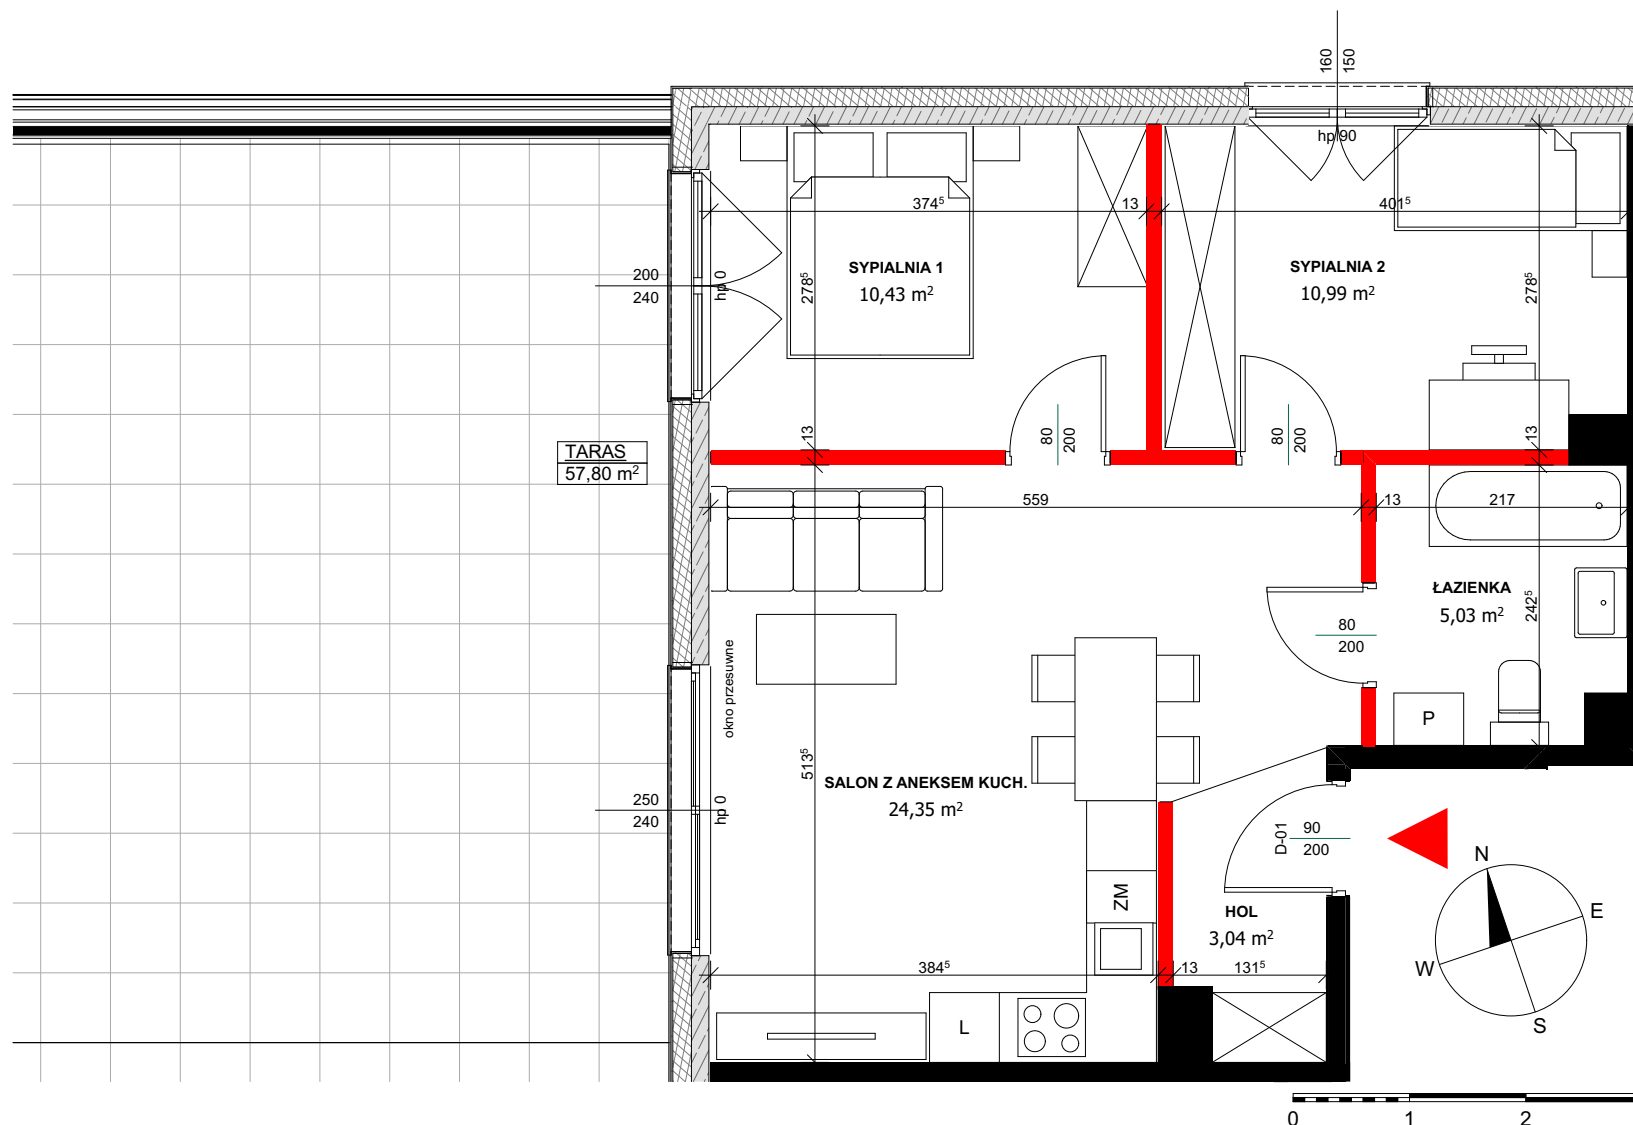 160
150
hp 90
374⁵
13
401⁵
SYPIALNIA 1
10,43 m²
SYPIALNIA 2
10,99 m²
278⁵
278⁵
200
240
hp 0
13
13
80
200
80
200
TARAS
57,80 m²
559
13
217
ŁAZIENKA
5,03 m²
242⁵
80
200
okno przesuwne
P
513⁵
SALON Z ANEKSEM KUCH.
24,35 m²
250
240
hp 0
D-01
90
200
ZM
HOL
3,04 m²
384⁵
13
131⁵
L
N
E
W
S
0
1
2